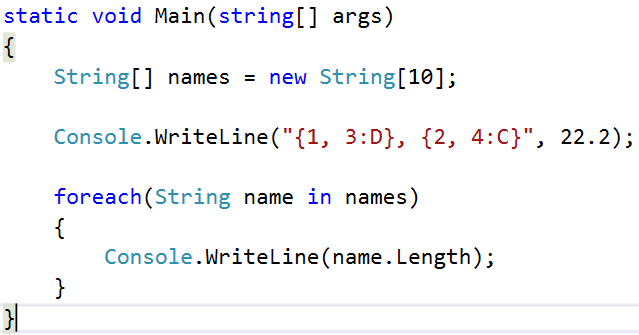 static void Main(string[] args)
{
    String[] names = new String[10];
    Console.WriteLine("{1, 3:D}, {2, 4:C}", 22.2);
    foreach(String name in names)
    {
        Console.WriteLine(name.Length);
    }
}